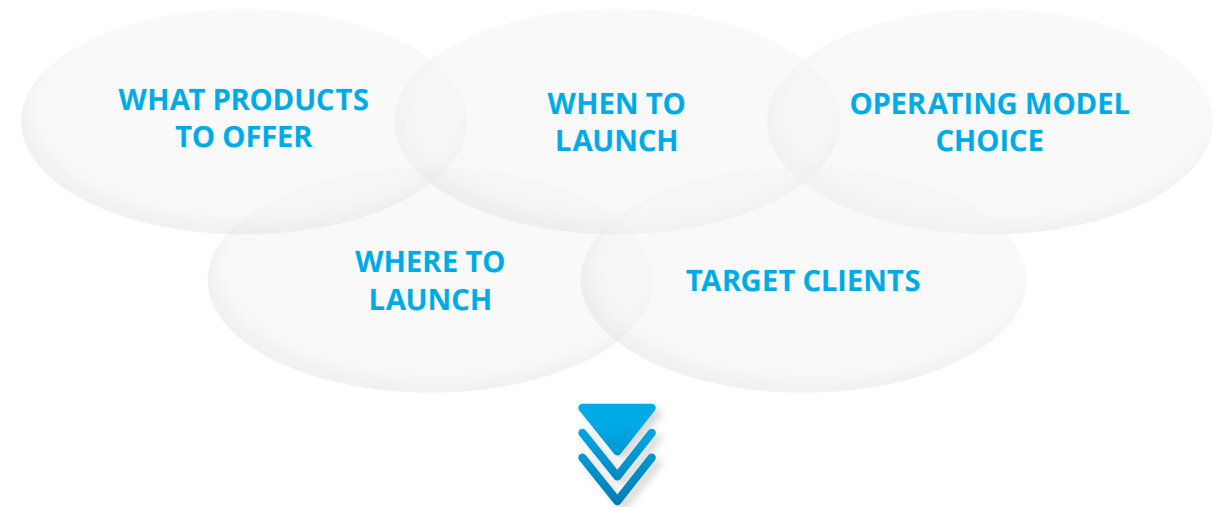 WHAT PRODUCTS
TO OFFER
WHEN TO
LAUNCH
OPERATING MODEL
CHOICE
WHERE TO
LAUNCH
TARGET CLIENTS